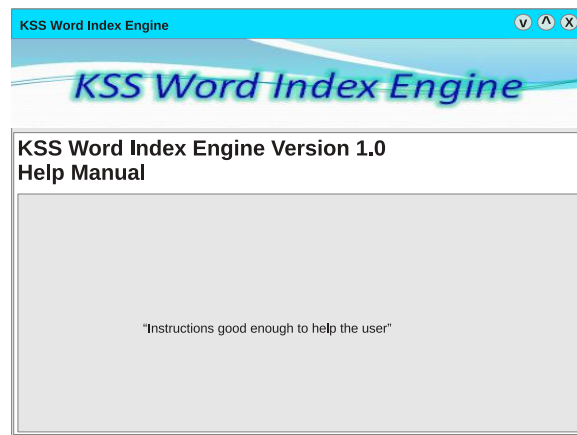 KSS Word Index Engine
v ^ X
KSS Word Index Engine
KSS Word Index Engine Version 1.0
Help Manual
“Instructions good enough to help the user”